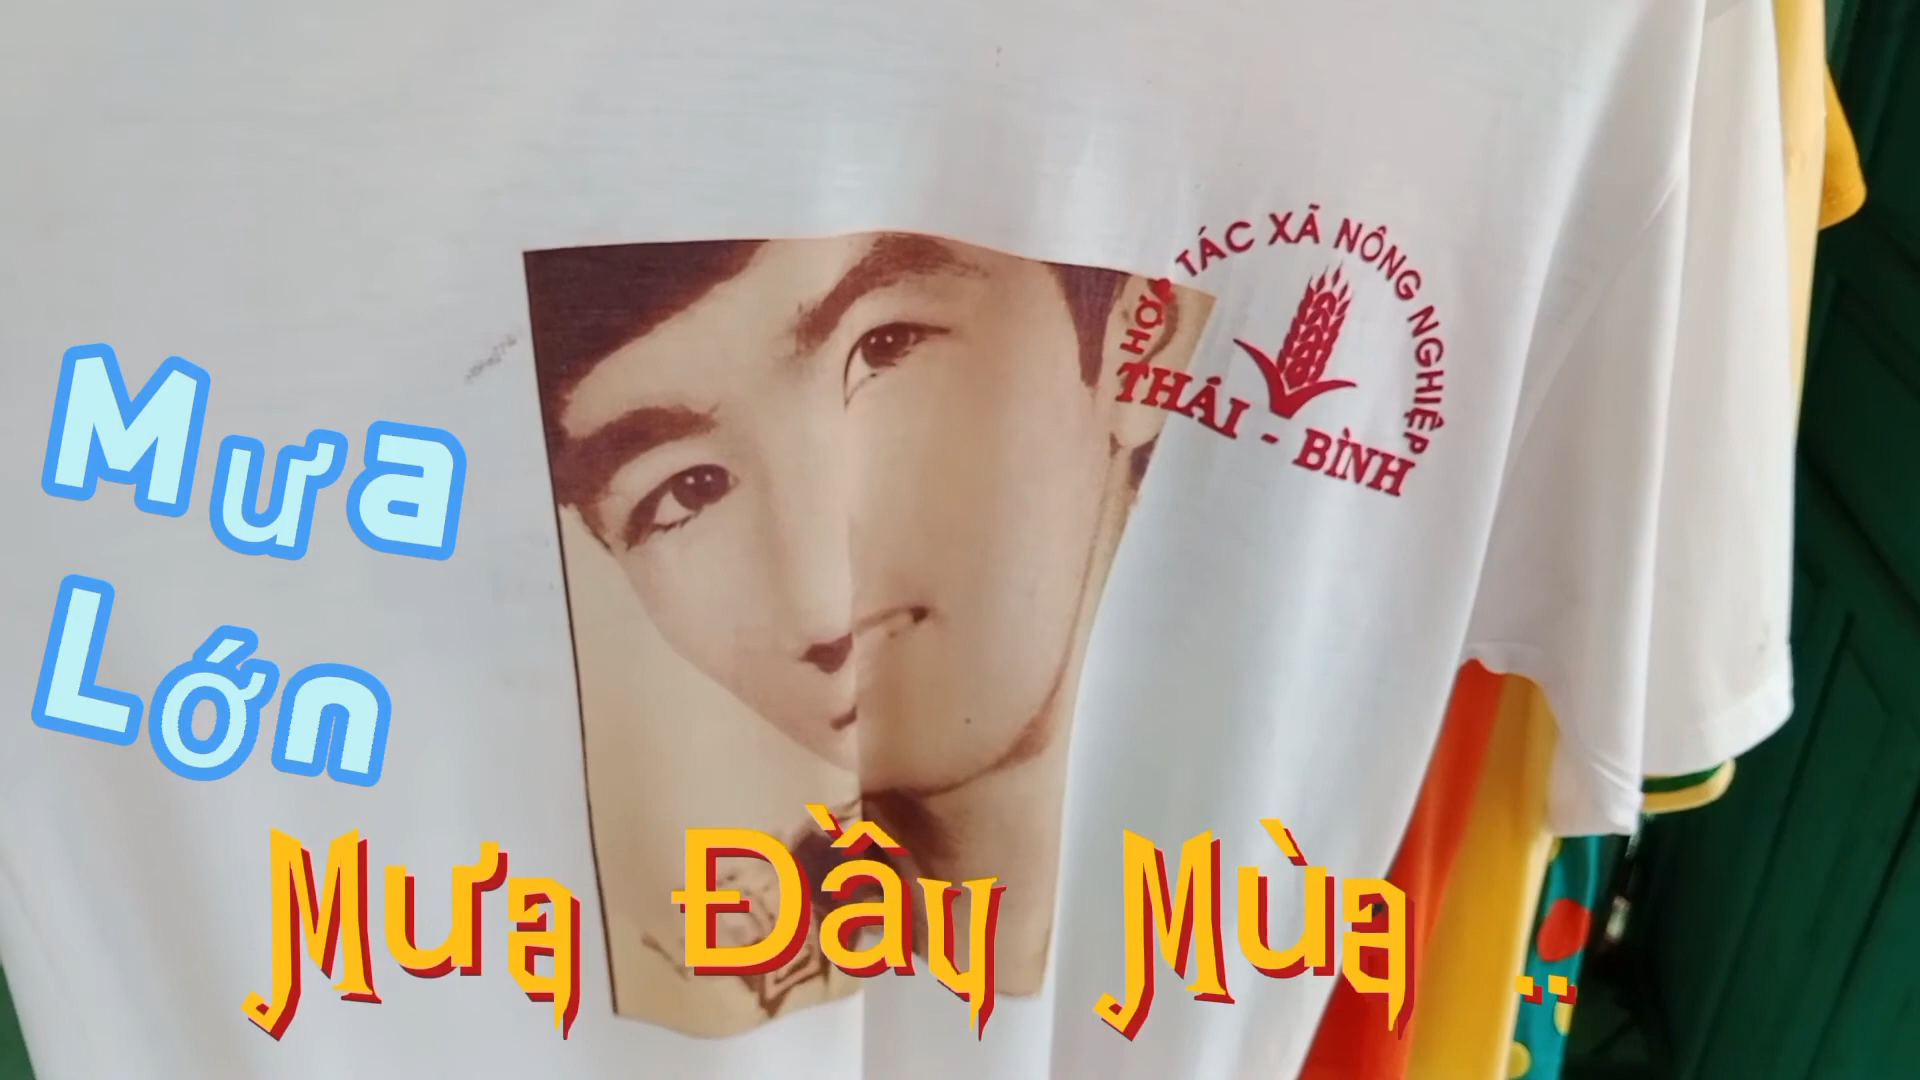 HỢP TÁC XÃ NÔNG NGHIỆP
THÁI - BÌNH
Mưa
Lớn
Mưa Đầu Mùa ..